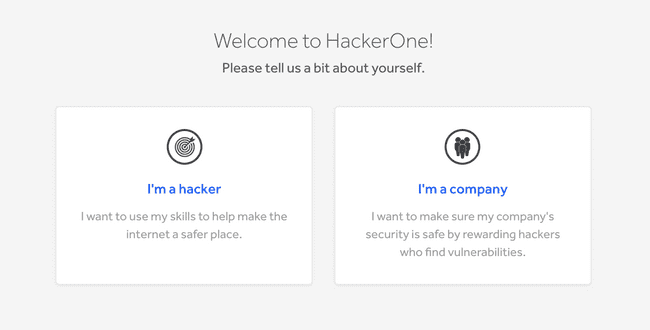 Welcome to HackerOne!
Please tell us a bit about yourself.
I'm a hacker
I want to use my skills to help make the
internet a safer place.
I'm a company
I want to make sure my company's
security is safe by rewarding hackers
who find vulnerabilities.